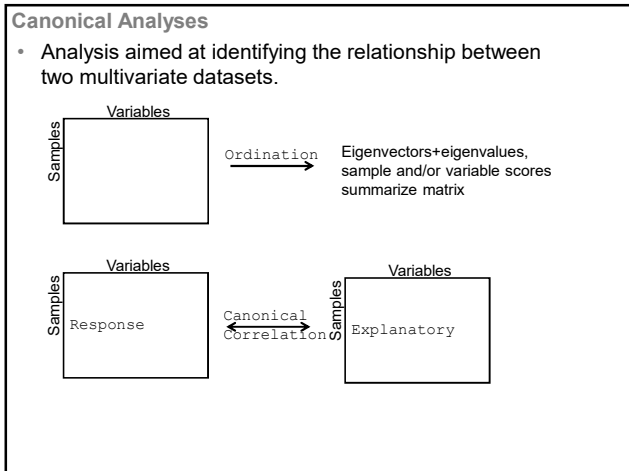 Canonical Analyses
• Analysis aimed at identifying the relationship between
two multivariate datasets.
Variables
Samples
Ordination
Eigenvectors+eigenvalues,
sample and/or variable scores
summarize matrix
Variables
Samples
Response
Canonical
Correlation
Variables
Samples
Explanatory